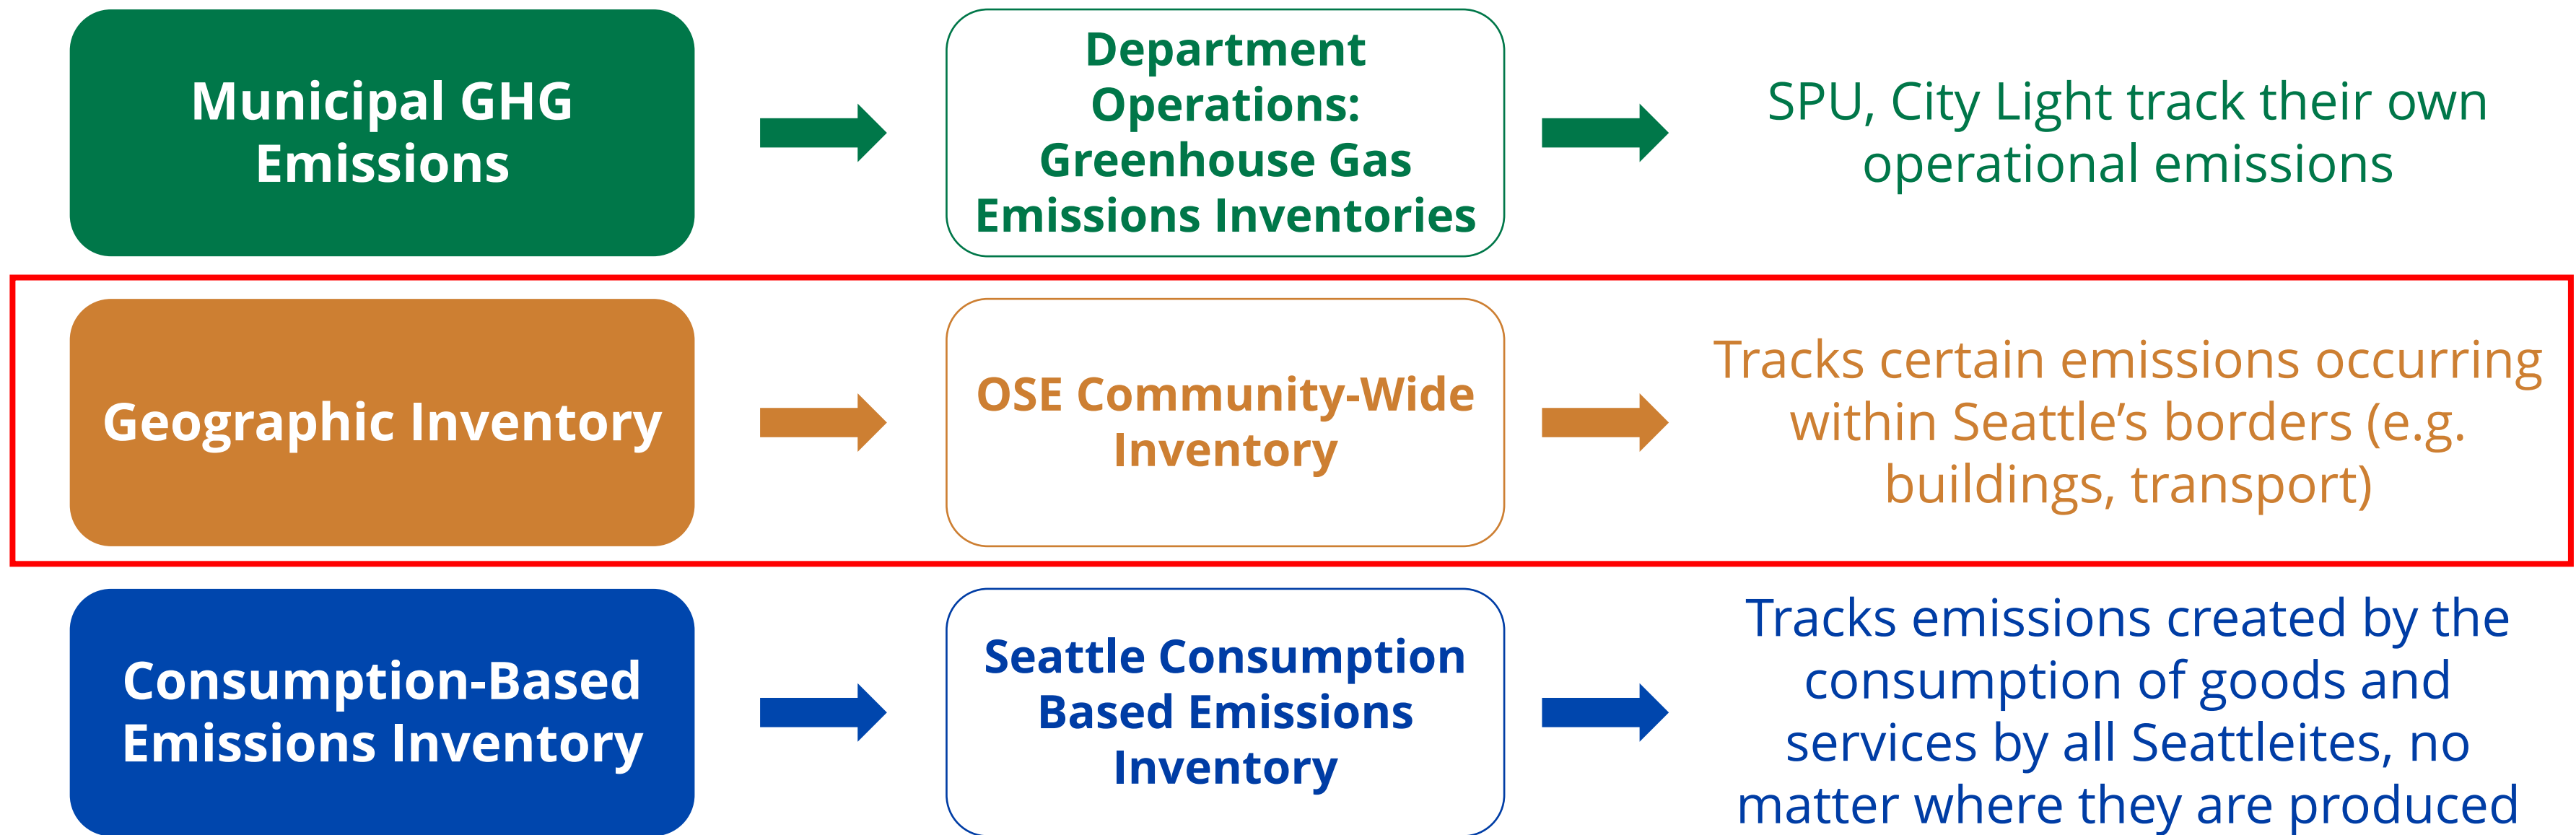 Municipal GHG
Emissions
Department
Operations:
Greenhouse Gas
Emissions Inventories
SPU, City Light track their own
operational emissions
Geographic Inventory
OSE Community-Wide
Inventory
Tracks certain emissions occurring
within Seattle’s borders (e.g.
buildings, transport)
Consumption-Based
Emissions Inventory
Seattle Consumption
Based Emissions
Inventory
Tracks emissions created by the
consumption of goods and
services by all Seattleites, no
matter where they are produced